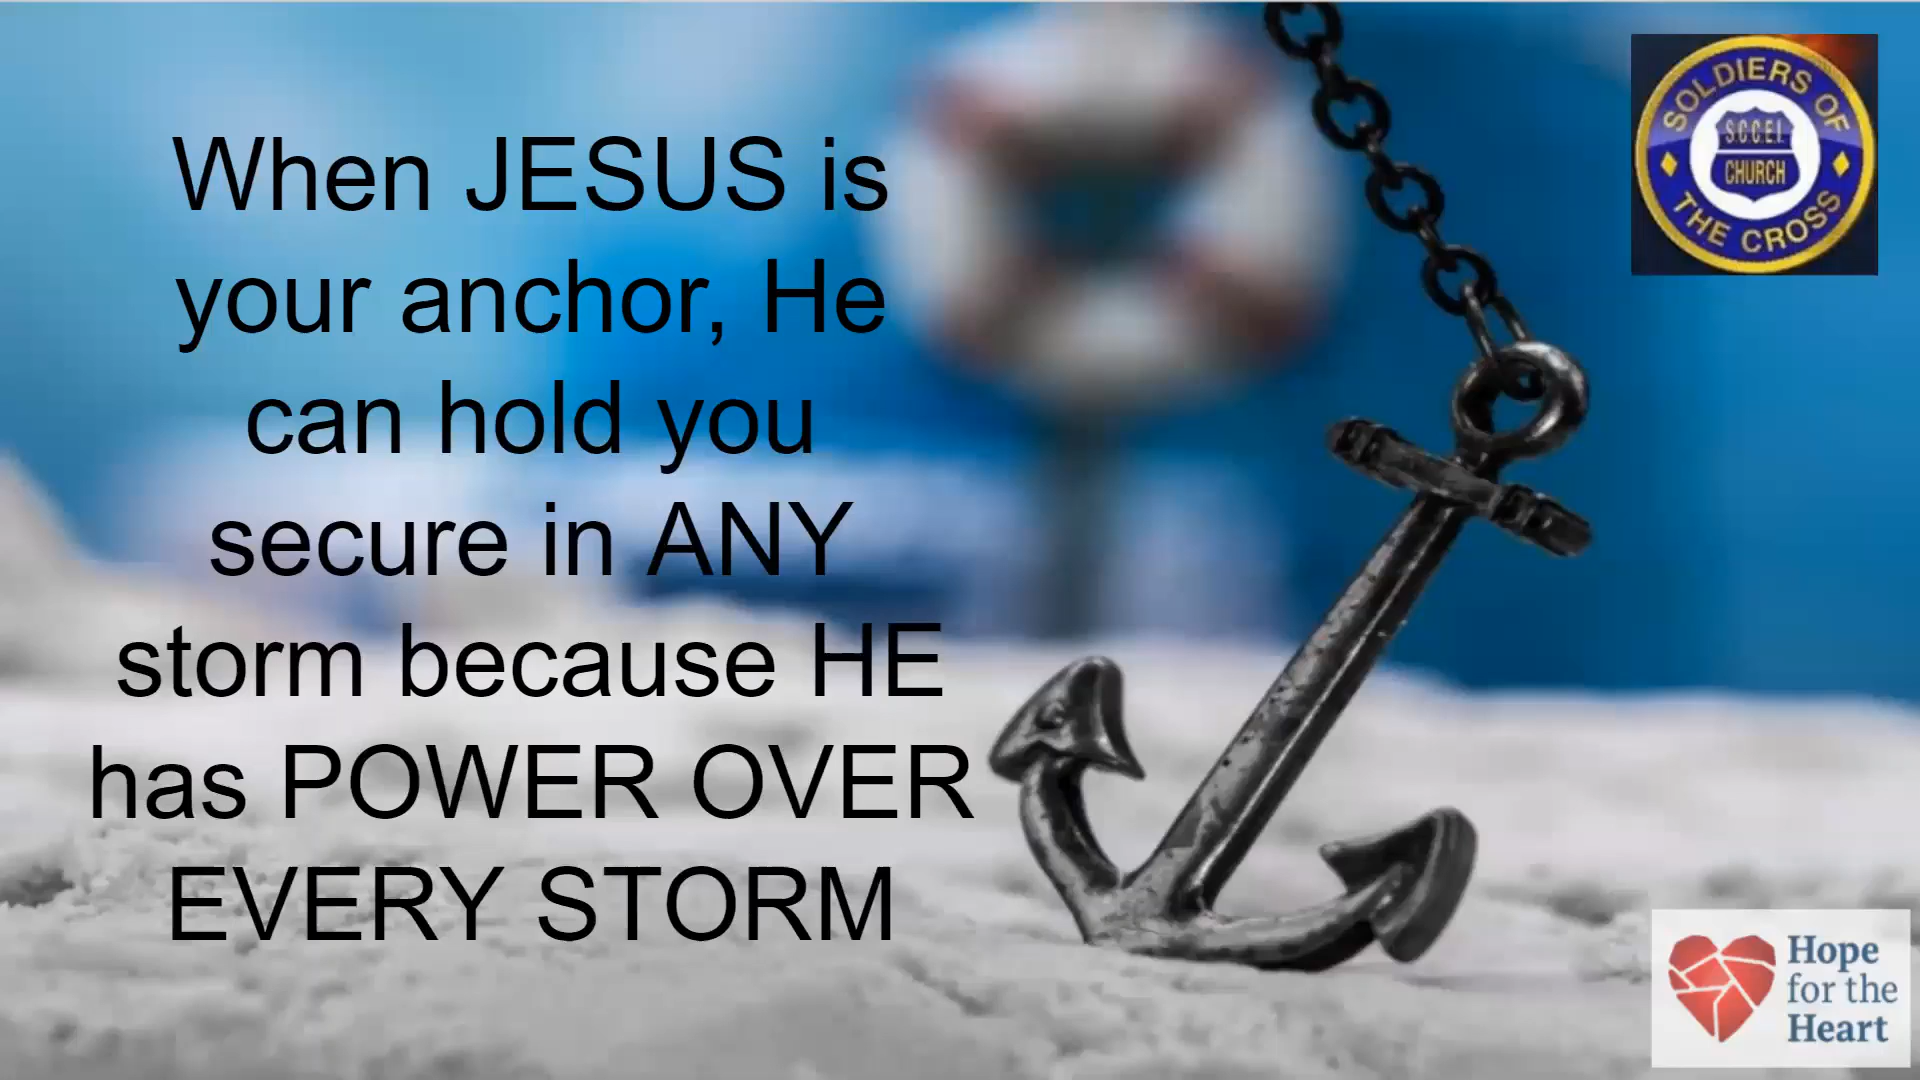 When JESUS is
your anchor, He
can hold you
secure in ANY
storm because HE
has POWER OVER
EVERY STORM
SOLDIERS OF
S.C.C.E.I.
CHURCH
THE CROSS
Hope
for the
Heart